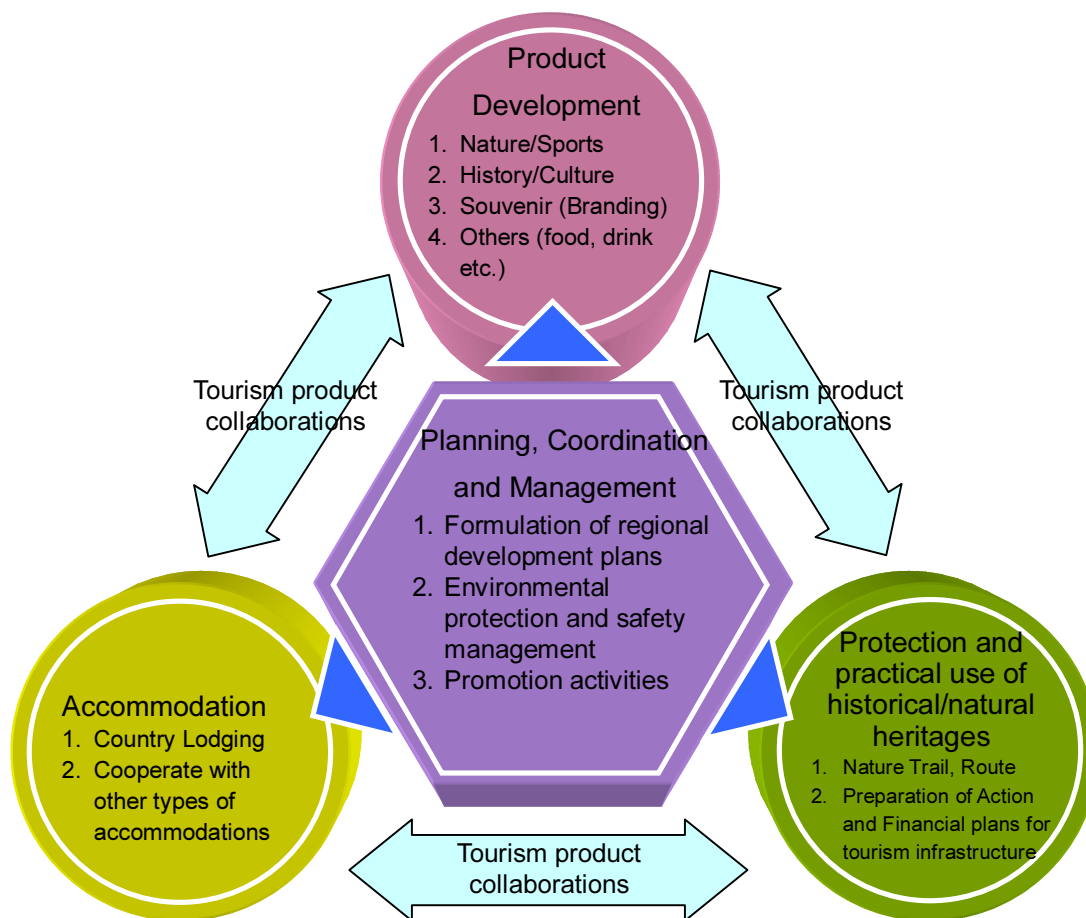 Product
Development
1. Nature/Sports
2. History/Culture
3. Souvenir (Branding)
4. Others (food, drink
etc.)
Tourism product
collaborations
Tourism product
collaborations
Planning, Coordination
and Management
1. Formulation of regional
development plans
2. Environmental
protection and safety
management
3. Promotion activities
Accommodation
1. Country Lodging
2. Cooperate with
other types of
accommodations
Protection and
practical use of
historical/natural
heritages
1. Nature Trail, Route
2. Preparation of Action
and Financial plans for
tourism infrastructure
Tourism product
collaborations